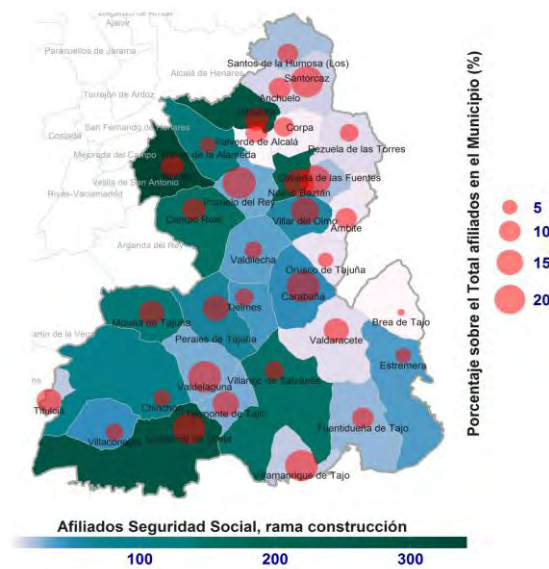 Ajalvir
Paracuellos de Jarama
Santos de la Humosa (Los)
Alcalá de Henares
Santorcaz
Torrejón de Ardoz
Anchuelo
San Fernando de Henares
Corpa
Coslada
Valverde de Alcalá
Pezuela de las Torres
Mejorada del Campo
de la Alameda
Velilla de San Antonio
Olmeda de las Fuentes
Rivas-Vaciamadrid
Nuevo Baztán
Pozuelo del Rey
Campo Real
Villar del Olmo
Ambite
Argenda del Rey
Valdilecha
Orusco de Tajuña
Carabaña
Tielmes
Brea de Tajo
Morata de Tajuña
Valdaracete
Perales de Tajuña
Estremera
Valdelaguna
Villarejo de Salvanés
Titulcia
Chinchón
Belmonte de Tajo
Fuentidueña de Tajo
Villaconejos
Colmenar de Oreja
Villamanrique de Tajo
Porcentaje sobre el Total afiliados en el Municipio (%)
5
10
15
20
Afiliados Seguridad Social, rama construcción
100
200
300